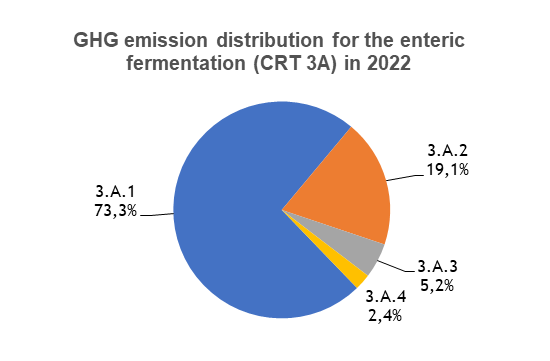 GHG emission distribution for the enteric
fermentation (CRT 3A) in 2022
3.A.1
73,3%
3.A.2
19,1%
3.A.3
5,2%
3.A.4
2,4%